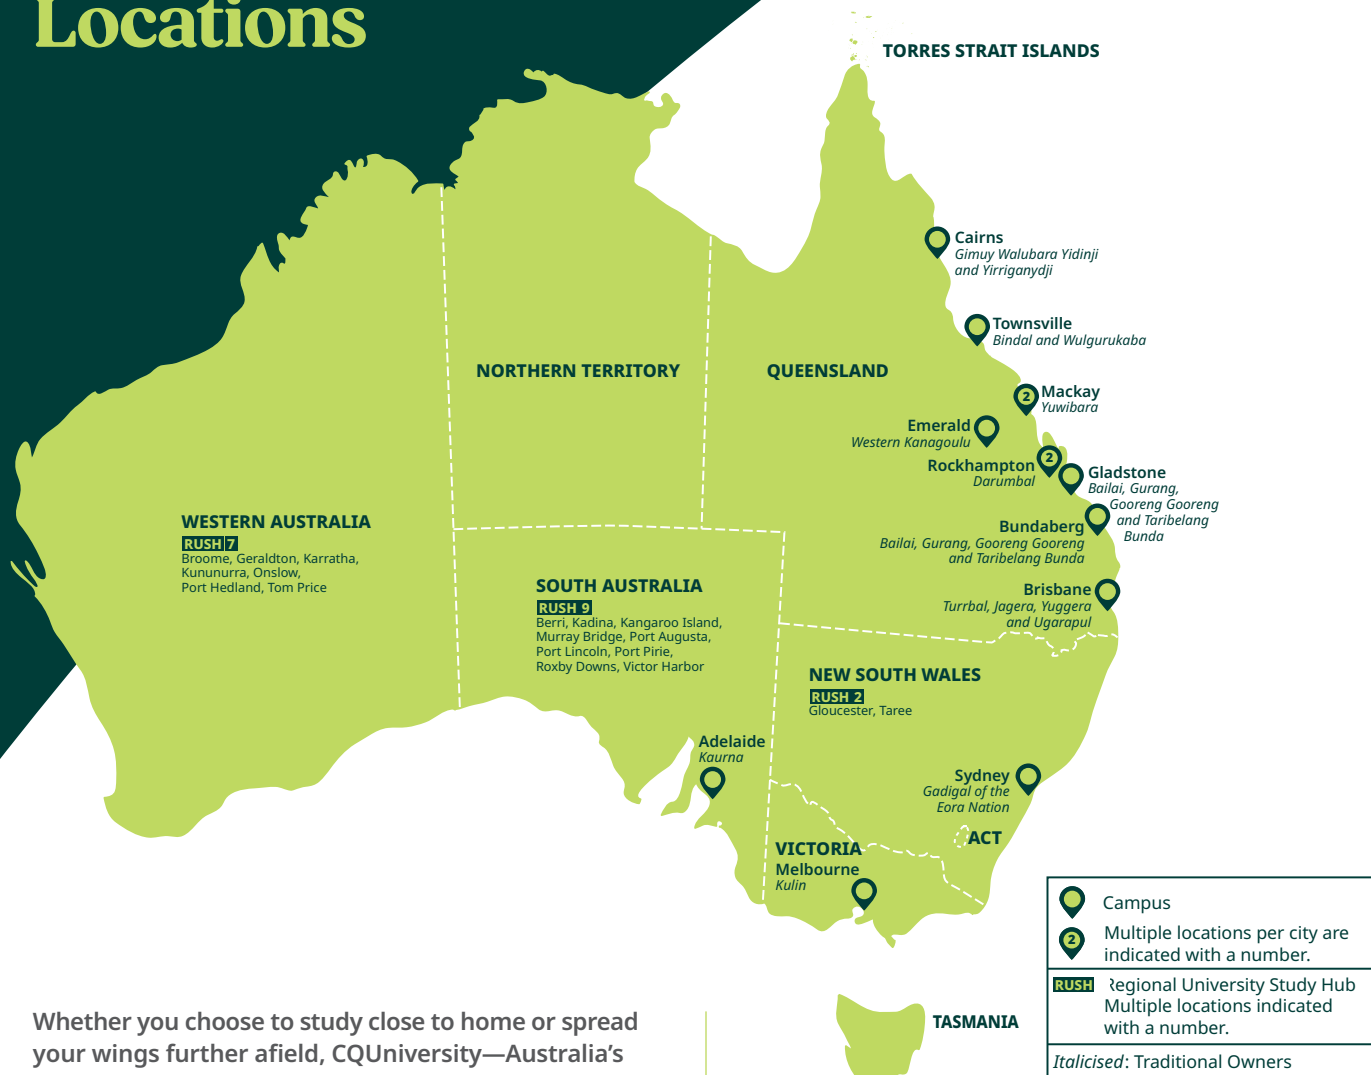 Locations
TORRES STRAIT ISLANDS
Cairns
Gimuy Walubara Yidinji
and Yirriganydji
Townsville
Bindal and Wulgurukaba
NORTHERN TERRITORY
QUEENSLAND
2
Mackay
Yuwibara
Emerald
Western Kanagoulu
Rockhampton
Darumbal
2
Gladstone
Bailai, Gurang,
Gooreng Gooreng
and Taribelang
Bunda
Bundaberg
Bailai, Gurang, Gooreng Gooreng
and Taribelang Bunda
Brisbane
Turrbal, Jagera, Yuggera
and Ugarapul
WESTERN AUSTRALIA
RUSH 7
Broome, Geraldton, Karratha,
Kununurra, Onslow,
Port Hedland, Tom Price
SOUTH AUSTRALIA
RUSH 9
Berri, Kadina, Kangaroo Island,
Murray Bridge, Port Augusta,
Port Lincoln, Port Pirie,
Roxby Downs, Victor Harbor
NEW SOUTH WALES
RUSH 2
Gloucester, Taree
Adelaide
Kaurna
Sydney
Gadigal of the
Eora Nation
ACT
VICTORIA
Melbourne
Kulin
TASMANIA
Campus
2
Multiple locations per city are
indicated with a number.
RUSH Regional University Study Hub
Multiple locations indicated
with a number.
Italicised: Traditional Owners
Whether you choose to study close to home or spread
your wings further afield, CQUniversity—Australia's